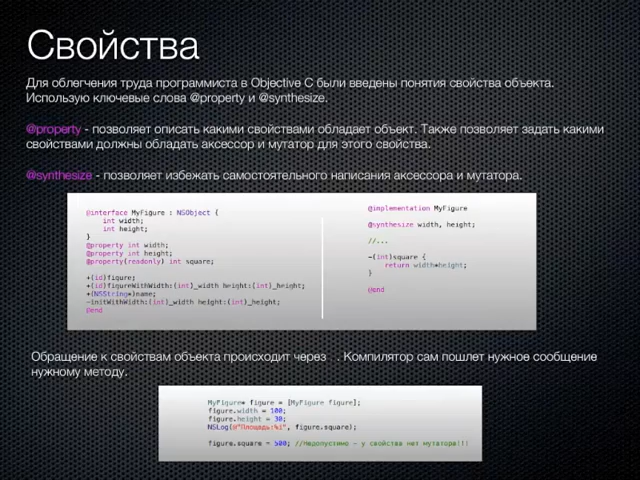 Свойства
Для облегчения труда программиста в Objective C были введены понятия свойства объекта.
Использую ключевые слова @property и @synthesize.
@property - позволяет описать какими свойствами обладает объект. Также позволяет задать какими
свойствами должны обладать аксессор и мутатор для этого свойства.
@synthesize - позволяет избежать самостоятельного написания аксессора и мутатора.
@interface MyFigure : NSObject {
int width;
int height;
}
@property int width;
@property int height;
@property(readonly) int square;
+(id)figure;
+(id)figureWithWidth:(int)_width height:(int)_height;
+(NSString*)name;
-initWithWidth:(int)_width height:(int)_height;
@end
@implementation MyFigure
@synthesize width, height;
//...
-(int)square {
return width*height;
}
@end
Обращение к свойствам объекта происходит через . Компилятор сам пошлет нужное сообщение
нужному методу.
MyFigure* figure = [MyFigure figure];
figure.width = 100;
figure.height = 30;
NSLog(@"Площадь:%i", figure.square);
figure.square = 500; //Недопустимо - у свойства нет мутатора!!!